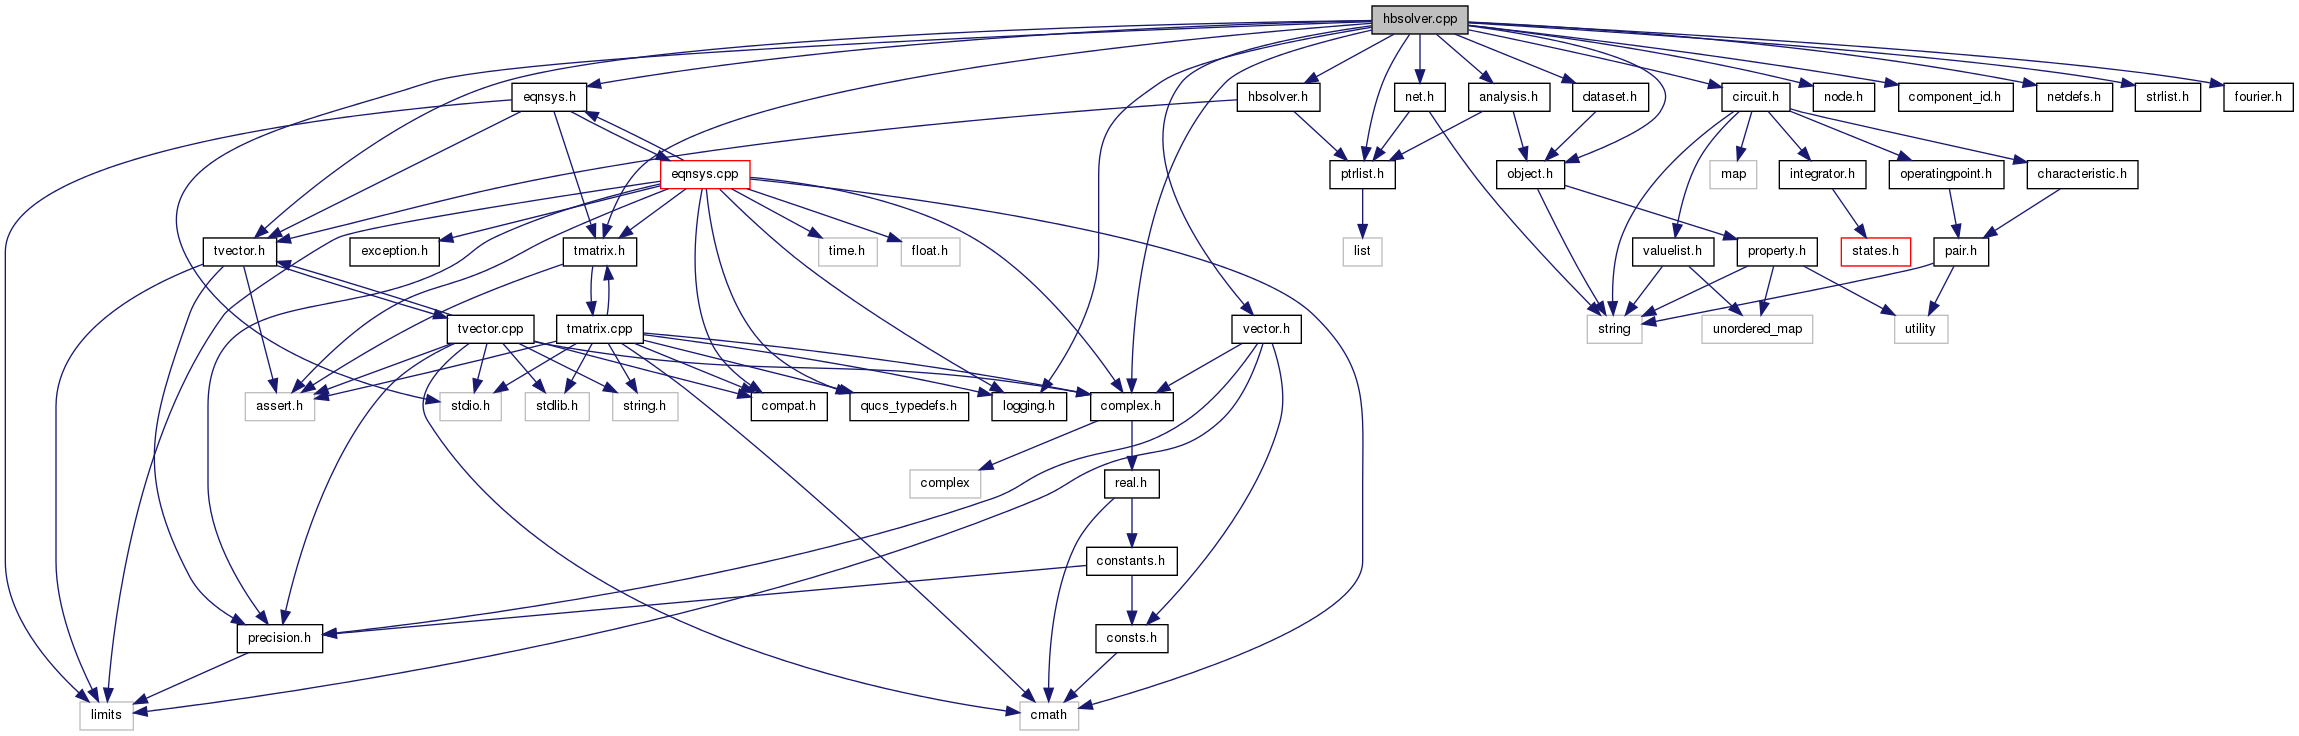 hbsolver.cpp
eqnsys.h
hbsolver.h
net.h
analysis.h
dataset.h
circuit.h
node.h
component_id.h
netdefs.h
strlist.h
fourier.h
eqnsys.cpp
ptrlist.h
object.h
map
integrator.h
operatingpoint.h
characteristic.h
tvector.h
exception.h
tmatrix.h
time.h
float.h
list
valuelist.h
property.h
states.h
pair.h
tvector.cpp
tmatrix.cpp
vector.h
string
unordered_map
utility
assert.h
stdio.h
stdlib.h
string.h
compat.h
qucs_typedefs.h
logging.h
complex.h
complex
real.h
constants.h
precision.h
consts.h
limits
cmath